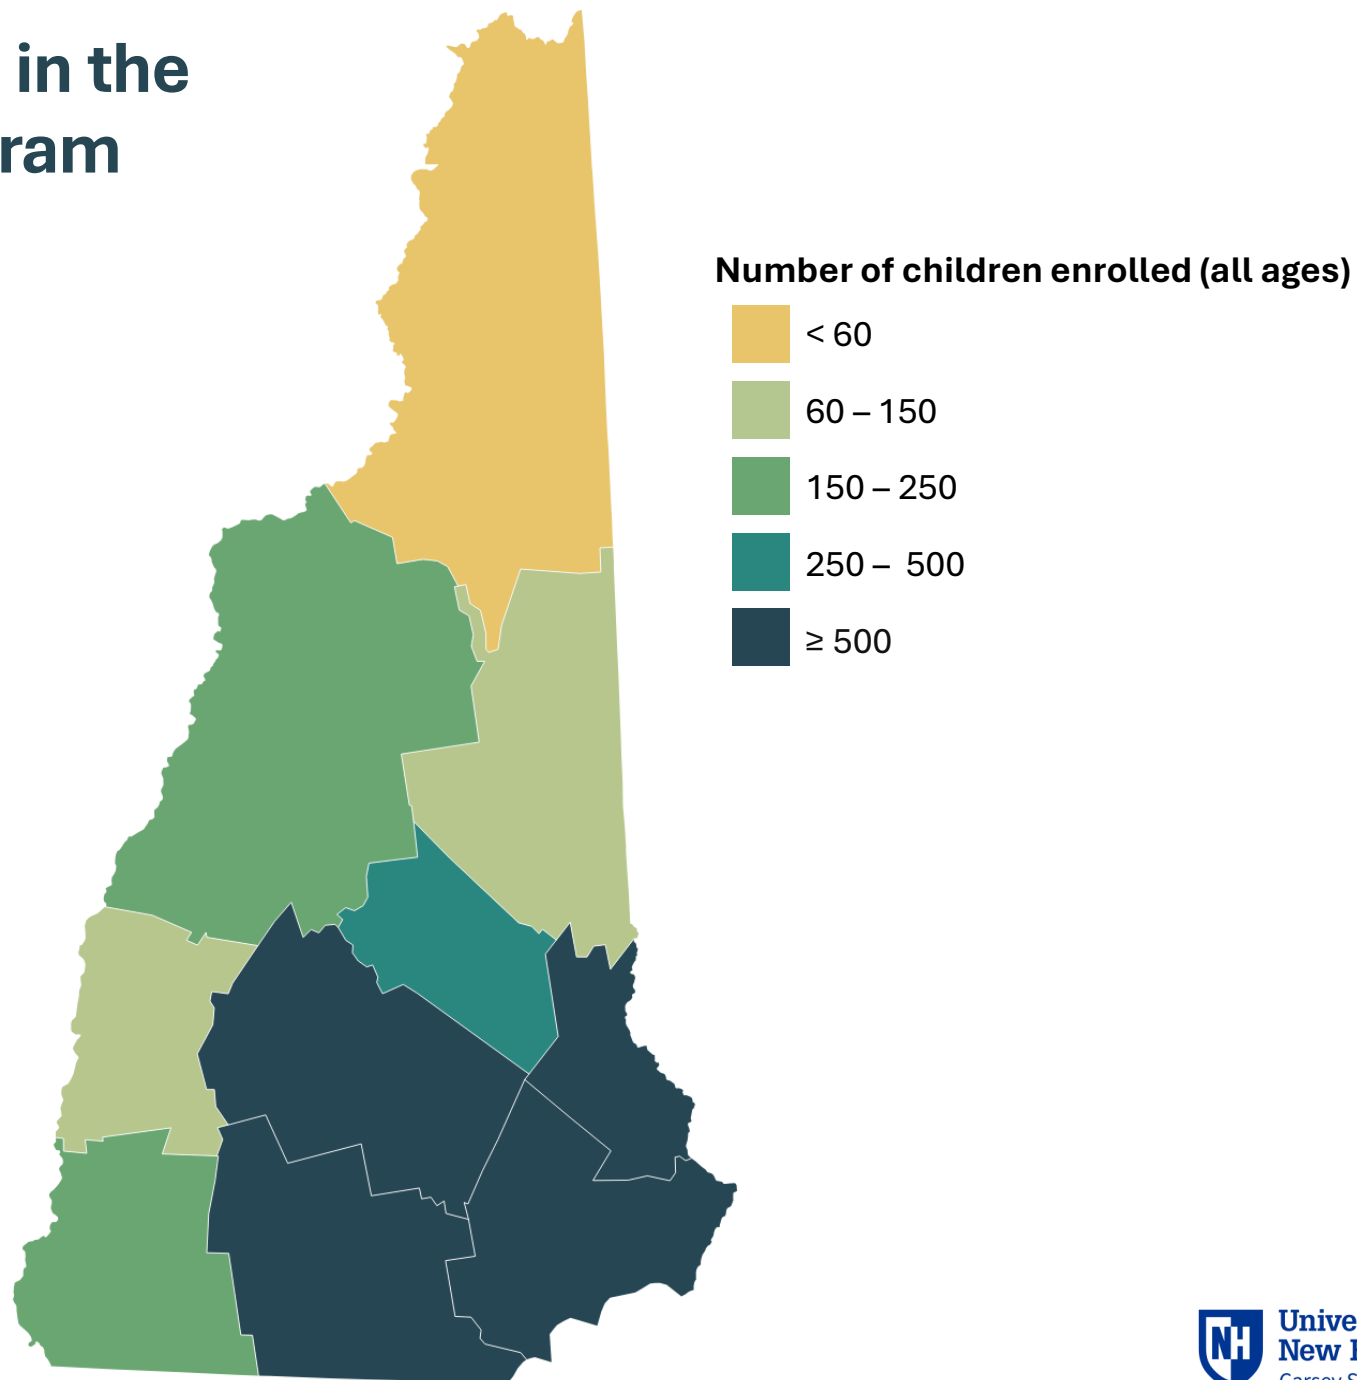 in the
ram
Number of children enrolled (all ages)
< 60
60 – 150
150 – 250
250 –  500
≥ 500
NH
Unive
New